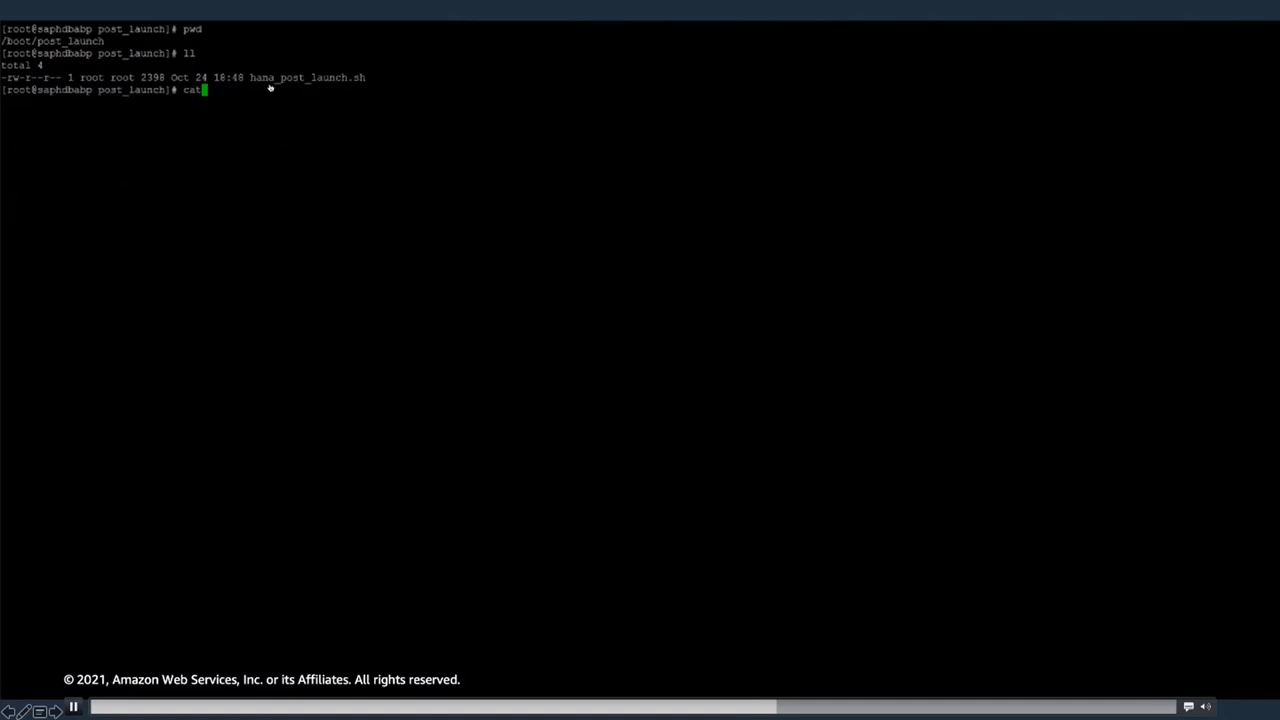 [root@saphdbabp post_launch]# pwd
/boot/post_launch
[root@saphdbabp post_launch]# ll
total 4
-rw-r--r-- 1 root root 2398 Oct 24 18:48 hana_post_launch.sh
[root@saphdbabp post_launch]# cat
© 2021, Amazon Web Services, Inc. or its Affiliates. All rights reserved.